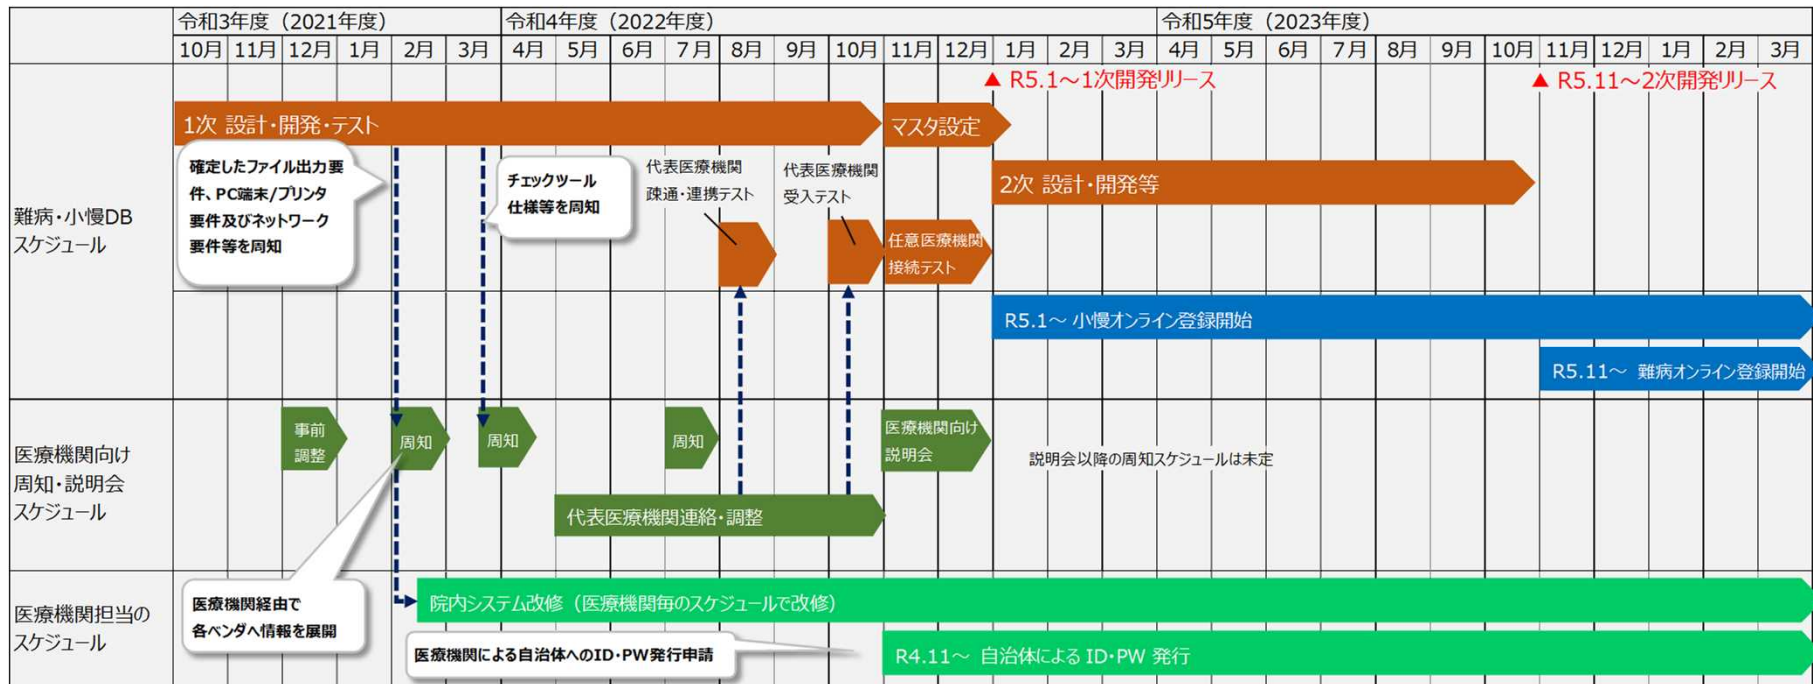 令和3年度（2021年度）
令和4年度（2022年度）
令和5年度（2023年度）
10月 11月 12月 1月 2月 3月 4月 5月 6月 7月 8月 9月 10月 11月 12月 1月 2月 3月 4月 5月 6月 7月 8月 9月 10月 11月 12月 1月 2月 3月
難病・小慢DB
スケジュール
▲ R5.1～1次開発リリース
▲ R5.11～2次開発リリース
1次 設計・開発・テスト
マスタ設定
確定したファイル出力要
件、PC端末/プリンタ
要件及びネットワーク
要件等を周知
チェックツール
仕様等を周知
代表医療機関
疎通・連携テスト
代表医療機関
受入テスト
2次 設計・開発等
任意医療機関
接続テスト
R5.1～ 小慢オンライン登録開始
R5.11～ 難病オンライン登録開始
医療機関向け
周知・説明会
スケジュール
事前
調整
周知
周知
周知
医療機関向け
説明会
説明会以降の周知スケジュールは未定
代表医療機関連絡・調整
医療機関担当の
スケジュール
医療機関経由で
各ベンダへ情報を展開
院内システム改修（医療機関毎のスケジュールで改修）
医療機関による自治体へのID・PW発行申請
R4.11～ 自治体による ID・PW 発行